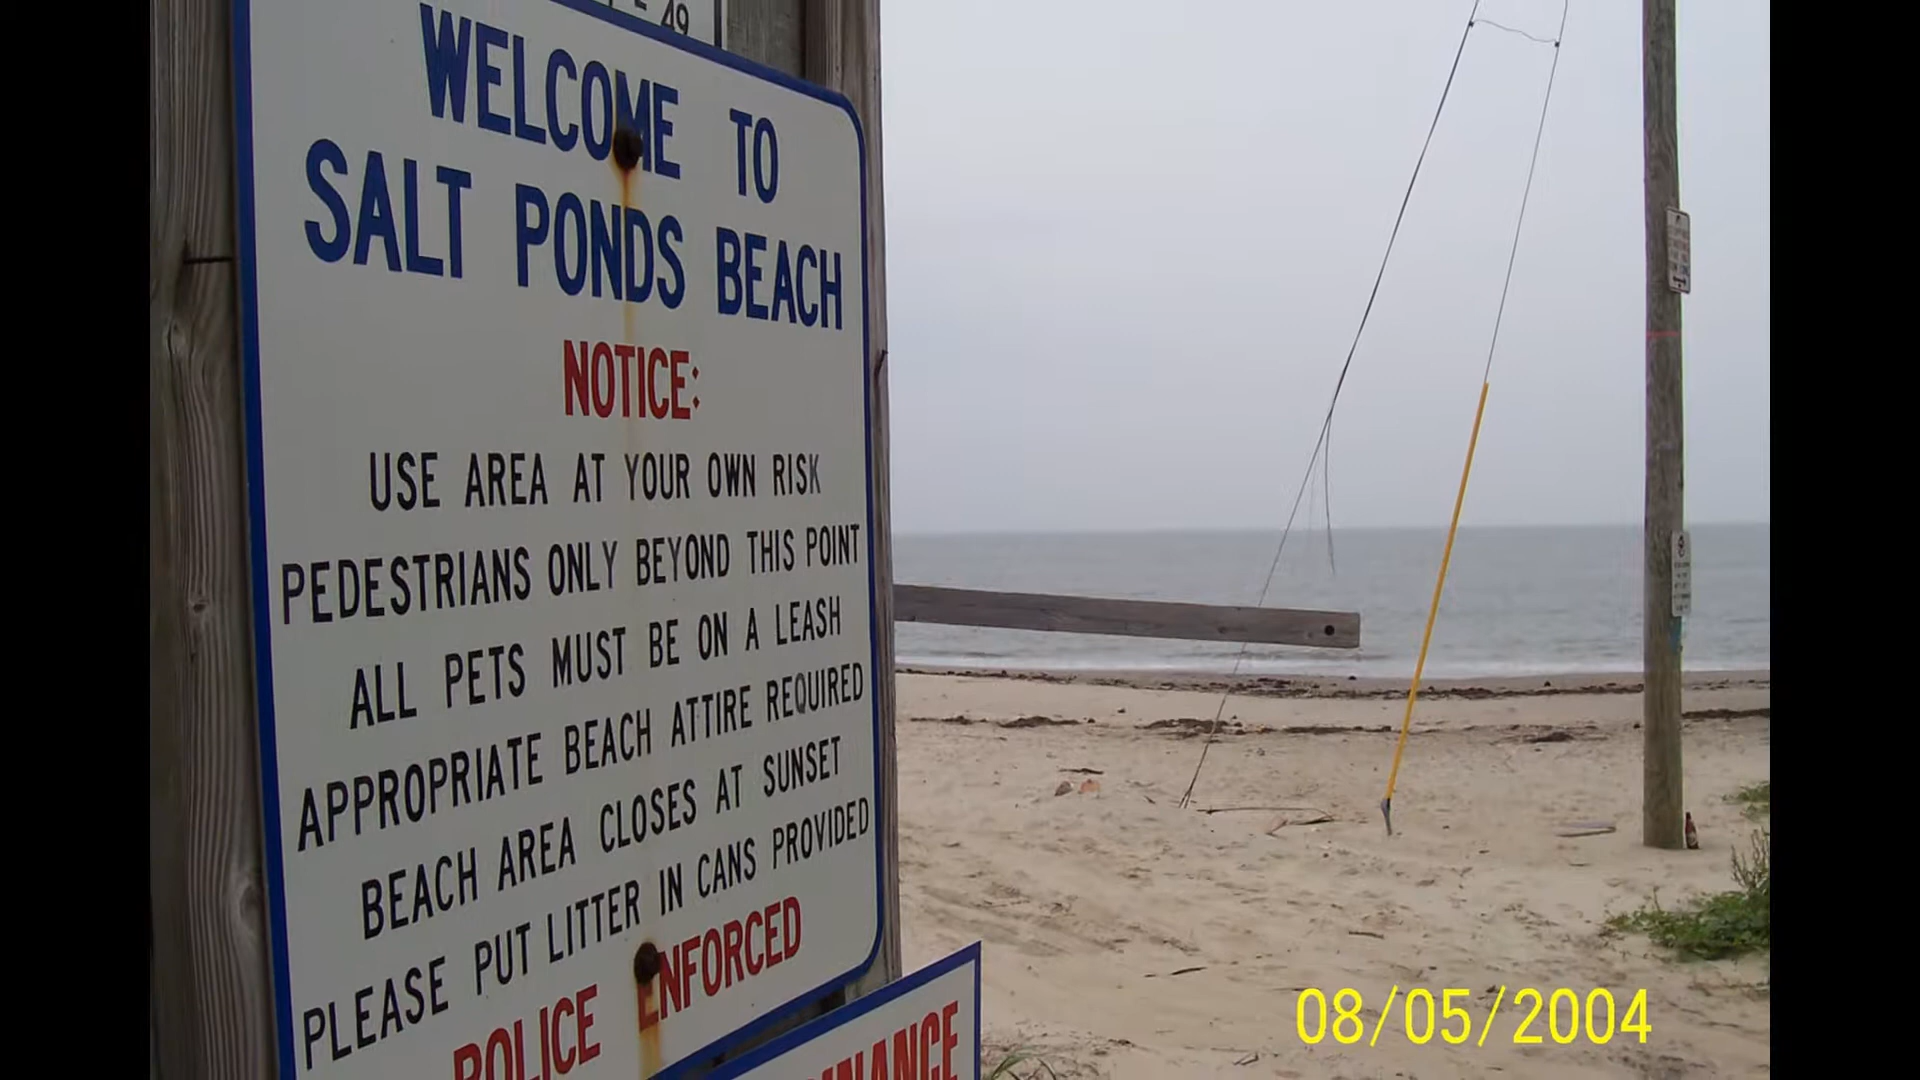 49
WELCOME TO
SALT PONDS BEACH
NOTICE:
USE AREA AT YOUR OWN RISK
PEDESTRIANS ONLY BEYOND THIS POINT
ALL PETS MUST BE ON A LEASH
APPROPRIATE BEACH ATTIRE REQUIRED
BEACH AREA CLOSES AT SUNSET
PLEASE PUT LITTER IN CANS PROVIDED
POLICE ENFORCED
08/05/2004